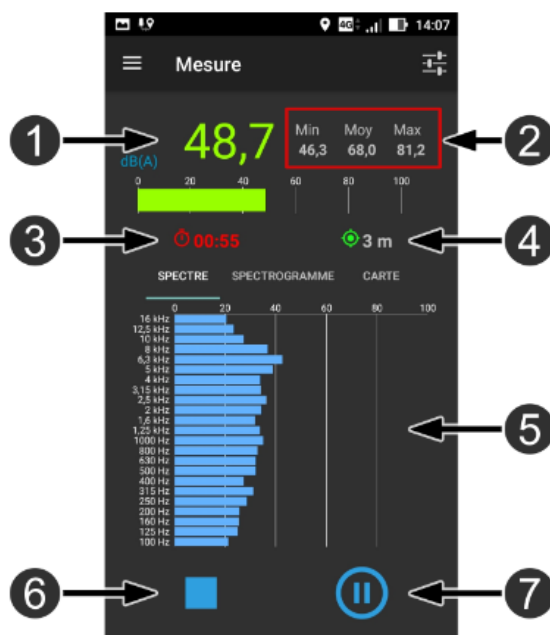 4G 14:07
Mesure
1 48,7 dB(A)
Min Moy Max
46,3 68,0 81,2
2
0 20 40 60 80 100
3 00:55 3 m 4
SPECTRE SPECTROGRAMME CARTE
0 20 40 60 80 100
16 kHz
12,5 kHz
10 kHz
8 kHz
6,3 kHz
5 kHz
4 kHz
3,15 kHz
2,5 kHz
2 kHz
1,6 kHz
1,25 kHz
1000 Hz
800 Hz
630 Hz
500 Hz
400 Hz
315 Hz
250 Hz
200 Hz
160 Hz
125 Hz
100 Hz
5
6 7